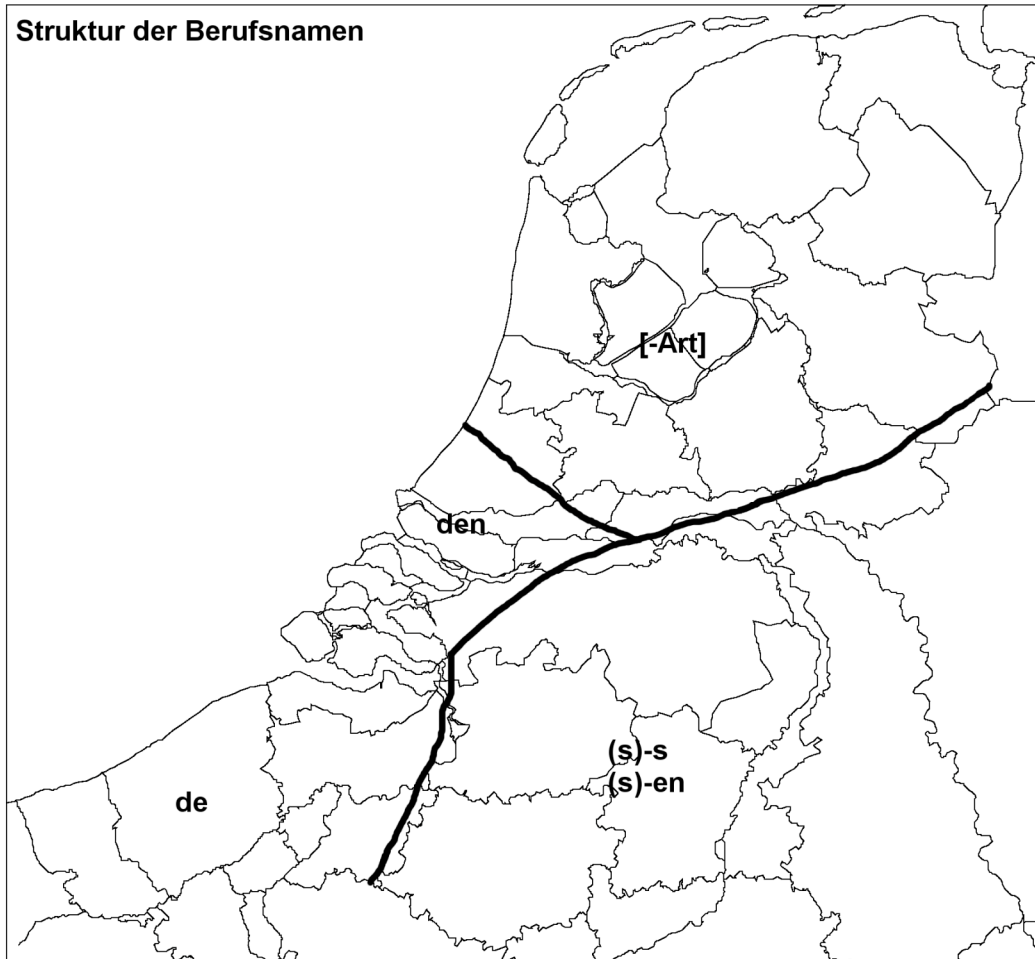 Struktur der Berufsnamen
[-Art]
den
(s)-s
(s)-en
de